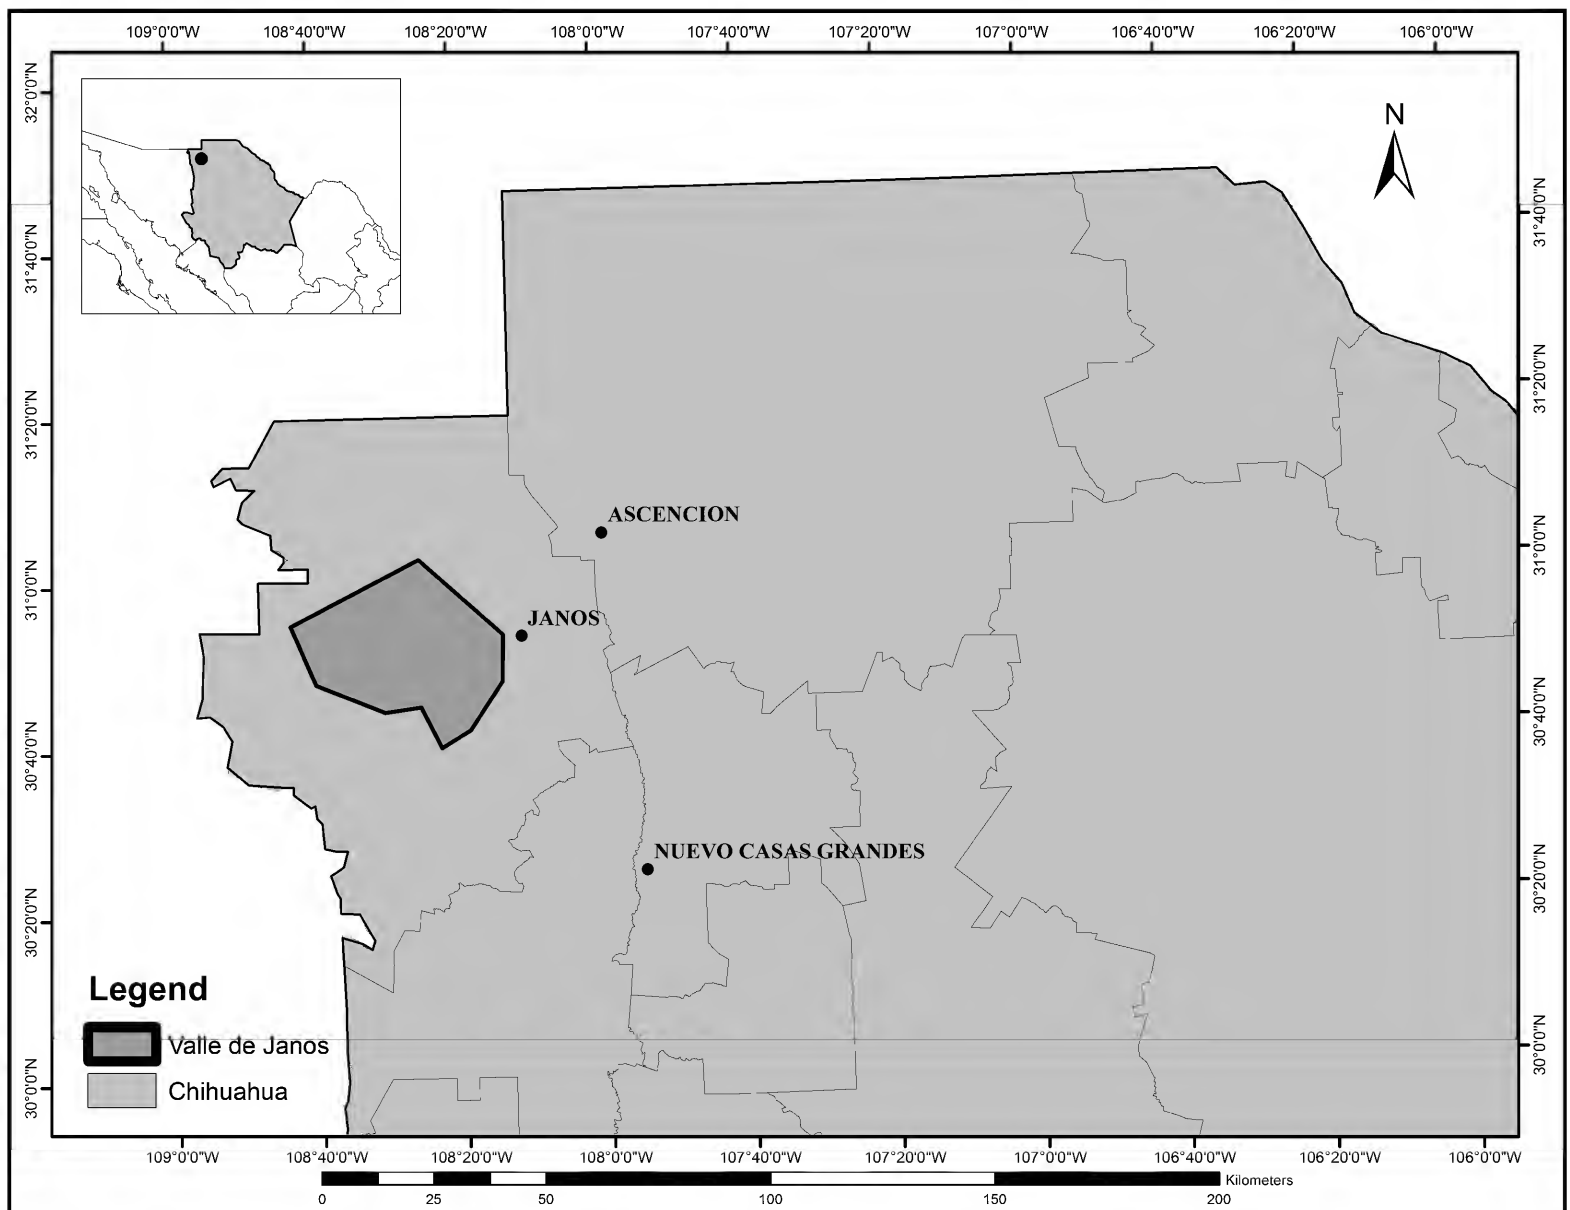 109°0'0"W 108°40'0"W 108°20'0"W 108°0'0"W 107°40'0"W 107°20'0"W 107°0'0"W 106°40'0"W 106°20'0"W 106°0'0"W
32°0'0"N
31°40'0"N
31°20'0"N
31°0'0"N
30°40'0"N
30°20'0"N
30°0'0"N
N
ASCENCION
JANOS
NUEVO CASAS GRANDES
31°40'0"N
31°20'0"N
31°0'0"N
30°40'0"N
30°20'0"N
30°0'0"N
Legend
Valle de Janos
Chihuahua
109°0'0"W 108°40'0"W 108°20'0"W 108°0'0"W 107°40'0"W 107°20'0"W 107°0'0"W 106°40'0"W 106°20'0"W 106°0'0"W
Kilometers
0 25 50 100 150 200